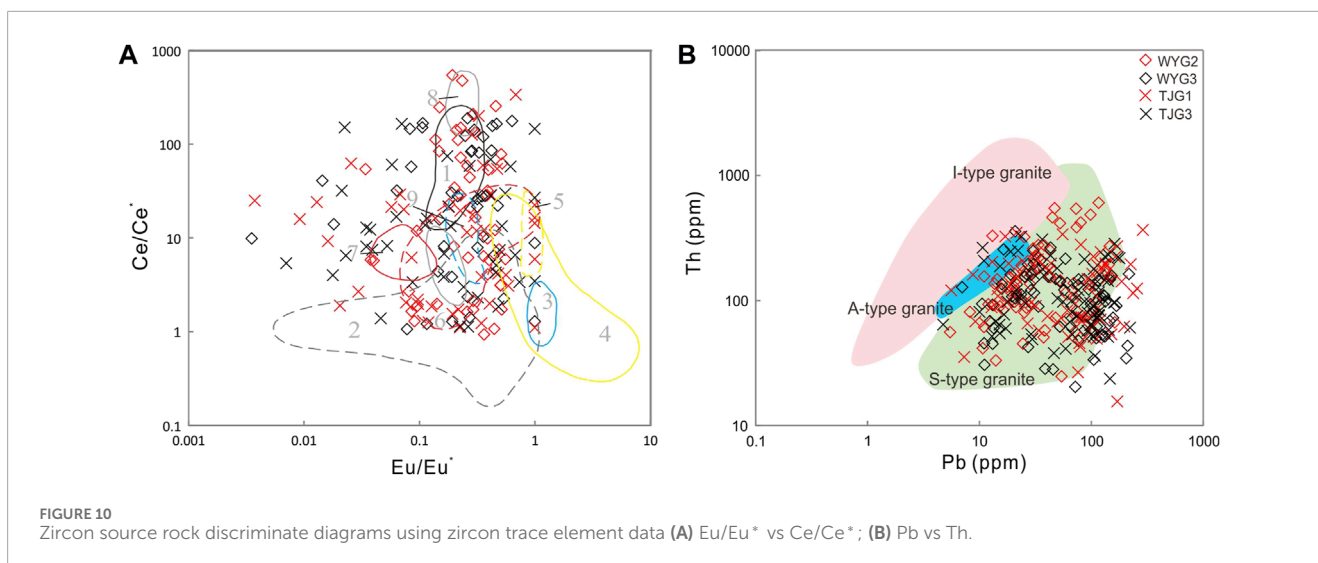 A
1000
100
10
1
0.1
0.001
0.01
0.1
1
10
Ce/Ce*
Eu/Eu*
8
1
9
5
7
3
2
6
4
B
10000
1000
100
10
0.1
1
10
100
1000
Th (ppm)
Pb (ppm)
WYG2
WYG3
TJG1
TJG3
I-type granite
A-type granite
S-type granite
FIGURE 10
Zircon source rock discriminate diagrams using zircon trace element data (A) Eu/Eu* vs Ce/Ce*; (B) Pb vs Th.